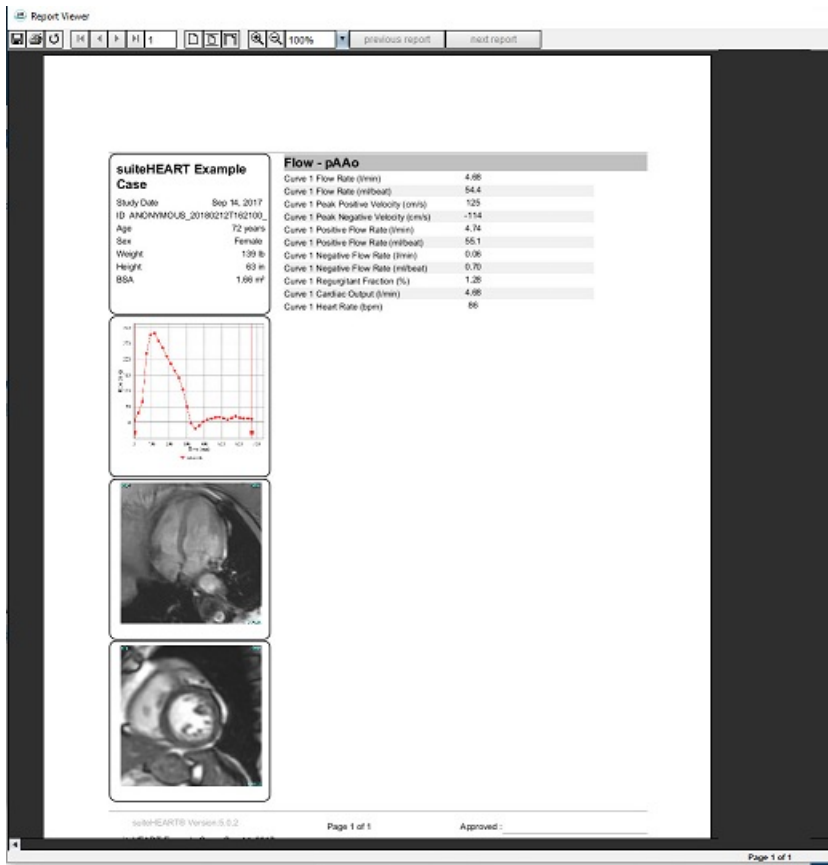 Report Viewer
1
100%
previous report
next report
suiteHEART Example
Case
Study Date Sep 14, 2017
ID ANONYMOUS_20180212T162100_
Age 72 years
Sex Female
Weight 139 lb
Height 63 in
BSA 1.66 m²
Flow - pAAo
Curve 1 Flow Rate (l/min) 4.68
Curve 1 Flow Rate (ml/beat) 54.4
Curve 1 Peak Positive Velocity (cm/s) 125
Curve 1 Peak Negative Velocity (cm/s) -114
Curve 1 Positive Flow Rate (l/min) 4.74
Curve 1 Positive Flow Rate (ml/beat) 55.1
Curve 1 Negative Flow Rate (l/min) 0.06
Curve 1 Negative Flow Rate (ml/beat) 0.70
Curve 1 Regurgitant Fraction (%) 1.28
Curve 1 Cardiac Output (l/min) 4.68
Curve 1 Heart Rate (bpm) 86
suiteHEART® Version 5.0.2
Page 1 of 1
Approved :
Page 1 of 1